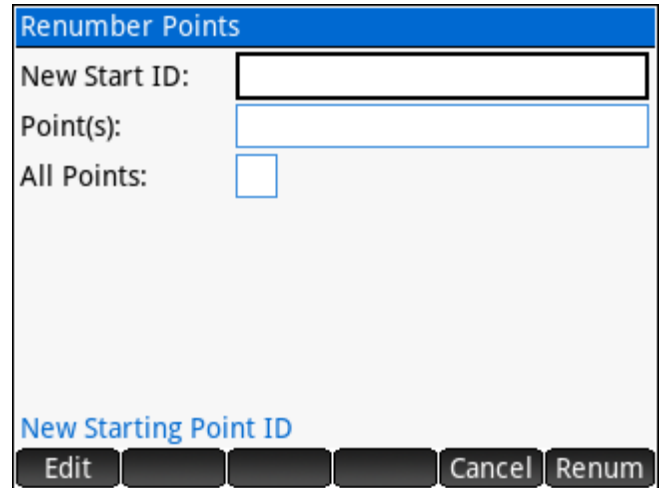 Renumber Points
New Start ID:
Point(s):
All Points:
New Starting Point ID
Edit Cancel Renum